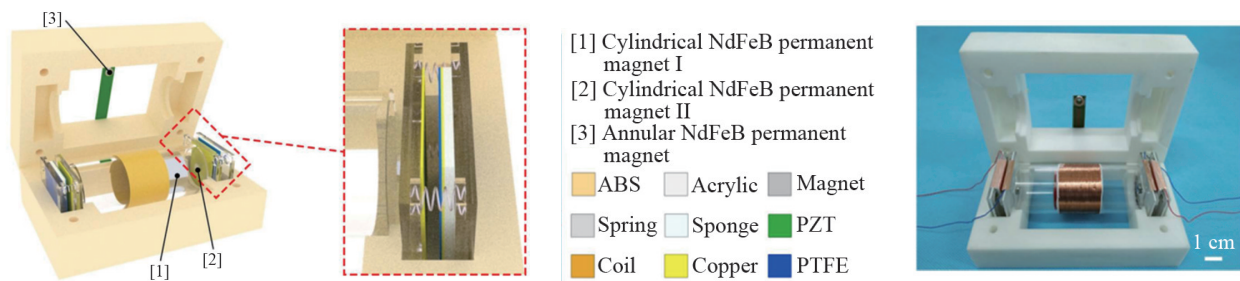 [3]
[1]
[2]
[1] Cylindrical NdFeB permanent
magnet I
[2] Cylindrical NdFeB permanent
magnet II
[3] Annular NdFeB permanent
magnet
ABS Acrylic Magnet
Spring Sponge PZT
Coil Copper PTFE
1 cm